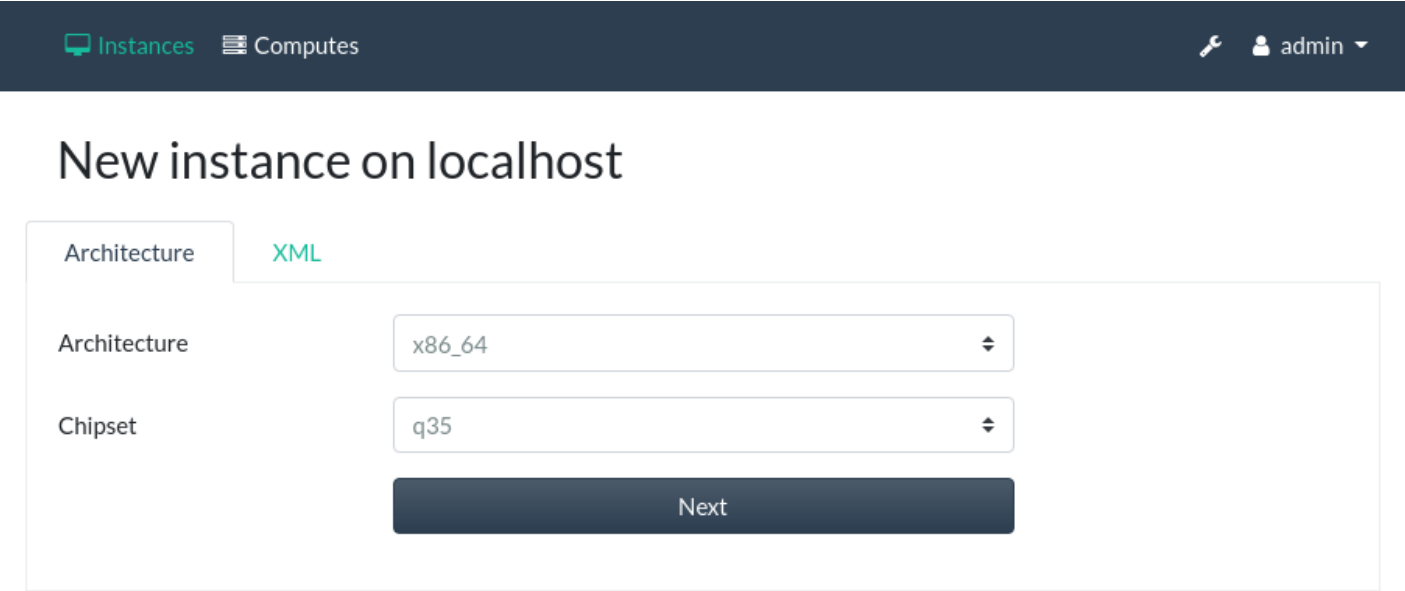 Instances Computes admin
New instance on localhost
Architecture XML
Architecture x86_64
Chipset q35
Next